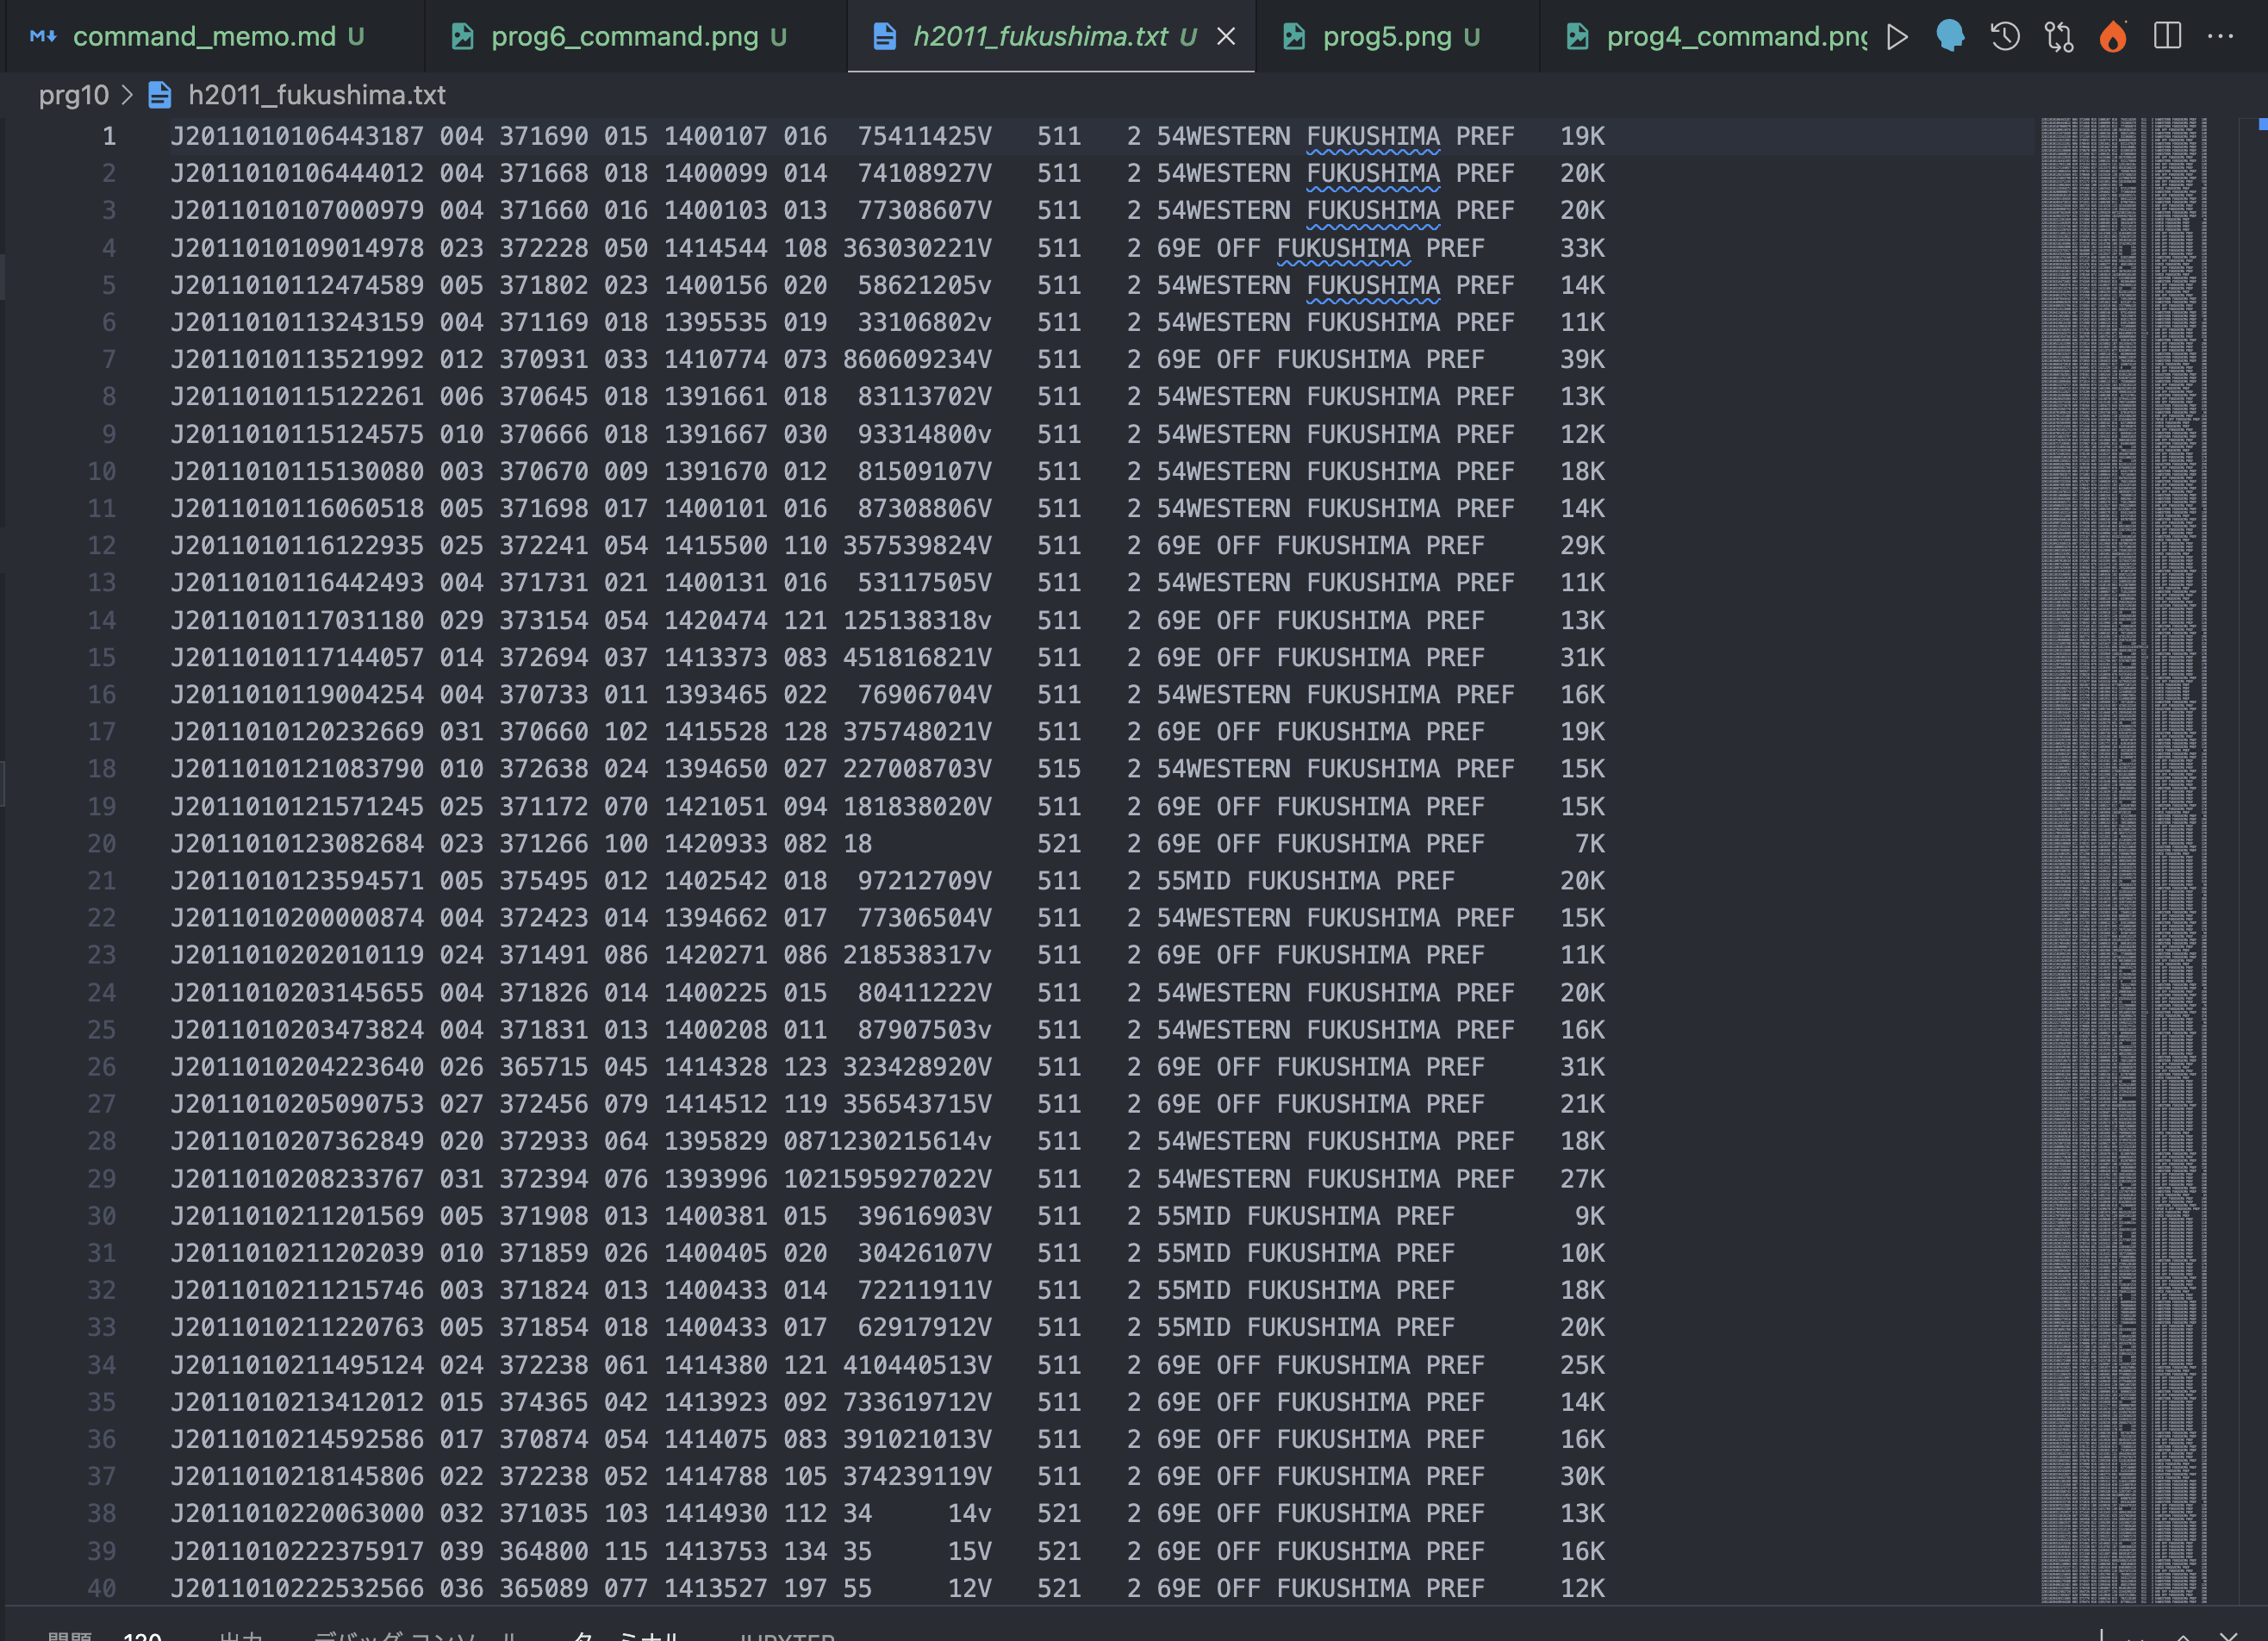 command_memo.md U
prog6_command.png U
h2011_fukushima.txt U
prog5.png U
prog4_command.png
prg10 > h2011_fukushima.txt
1 J2011010106443187 004 371690 015 1400107 016  75411425V   511   2 54WESTERN FUKUSHIMA PREF   19K
2 J2011010106444012 004 371668 018 1400099 014  74108927V   511   2 54WESTERN FUKUSHIMA PREF   20K
3 J2011010107000979 004 371660 016 1400103 013  77308607V   511   2 54WESTERN FUKUSHIMA PREF   20K
4 J2011010109014978 023 372228 050 1414544 108 363030221V   511   2 69E OFF FUKUSHIMA PREF     33K
5 J2011010112474589 005 371802 023 1400156 020  58621205v   511   2 54WESTERN FUKUSHIMA PREF   14K
6 J2011010113243159 004 371169 018 1395535 019  33106802v   511   2 54WESTERN FUKUSHIMA PREF   11K
7 J2011010113521992 012 370931 033 1410774 073 860609234V   511   2 69E OFF FUKUSHIMA PREF     39K
8 J2011010115122261 006 370645 018 1391661 018  83113702V   511   2 54WESTERN FUKUSHIMA PREF   13K
9 J2011010115124575 010 370666 018 1391667 030  93314800v   511   2 54WESTERN FUKUSHIMA PREF   12K
10 J2011010115130080 003 370670 009 1391670 012  81509107V   511   2 54WESTERN FUKUSHIMA PREF   18K
11 J2011010116060518 005 371698 017 1400101 016  87308806V   511   2 54WESTERN FUKUSHIMA PREF   14K
12 J2011010116122935 025 372241 054 1415500 110 357539824V   511   2 69E OFF FUKUSHIMA PREF     29K
13 J2011010116442493 004 371731 021 1400131 016  53117505V   511   2 54WESTERN FUKUSHIMA PREF   11K
14 J2011010117031180 029 373154 054 1420474 121 125138318v   511   2 69E OFF FUKUSHIMA PREF     13K
15 J2011010117144057 014 372694 037 1413373 083 451816821V   511   2 69E OFF FUKUSHIMA PREF     31K
16 J2011010119004254 004 370733 011 1393465 022  76906704V   511   2 54WESTERN FUKUSHIMA PREF   16K
17 J2011010120232669 031 370660 102 1415528 128 375748021V   511   2 69E OFF FUKUSHIMA PREF     19K
18 J2011010121083790 010 372638 024 1394650 027 227008703V   515   2 54WESTERN FUKUSHIMA PREF   15K
19 J2011010121571245 025 371172 070 1421051 094 181838020V   511   2 69E OFF FUKUSHIMA PREF     15K
20 J2011010123082684 023 371266 100 1420933 082 18           521   2 69E OFF FUKUSHIMA PREF      7K
21 J2011010123594571 005 375495 012 1402542 018  97212709V   511   2 55MID FUKUSHIMA PREF       20K
22 J2011010200000874 004 372423 014 1394662 017  77306504V   511   2 54WESTERN FUKUSHIMA PREF   15K
23 J2011010202010119 024 371491 086 1420271 086 218538317v   511   2 69E OFF FUKUSHIMA PREF     11K
24 J2011010203145655 004 371826 014 1400225 015  80411222V   511   2 54WESTERN FUKUSHIMA PREF   20K
25 J2011010203473824 004 371831 013 1400208 011  87907503v   511   2 54WESTERN FUKUSHIMA PREF   16K
26 J2011010204223640 026 365715 045 1414328 123 323428920V   511   2 69E OFF FUKUSHIMA PREF     31K
27 J2011010205090753 027 372456 079 1414512 119 356543715V   511   2 69E OFF FUKUSHIMA PREF     21K
28 J2011010207362849 020 372933 064 1395829 0871230215614v   511   2 54WESTERN FUKUSHIMA PREF   18K
29 J2011010208233767 031 372394 076 1393996 1021595927022V   511   2 54WESTERN FUKUSHIMA PREF   27K
30 J2011010211201569 005 371908 013 1400381 015  39616903V   511   2 55MID FUKUSHIMA PREF        9K
31 J2011010211202039 010 371859 026 1400405 020  30426107V   511   2 55MID FUKUSHIMA PREF       10K
32 J2011010211215746 003 371824 013 1400433 014  72211911V   511   2 55MID FUKUSHIMA PREF       18K
33 J2011010211220763 005 371854 018 1400433 017  62917912V   511   2 55MID FUKUSHIMA PREF       20K
34 J2011010211495124 024 372238 061 1414380 121 410440513V   511   2 69E OFF FUKUSHIMA PREF     25K
35 J2011010213412012 015 374365 042 1413923 092 733619712V   511   2 69E OFF FUKUSHIMA PREF     14K
36 J2011010214592586 017 370874 054 1414075 083 391021013V   511   2 69E OFF FUKUSHIMA PREF     16K
37 J2011010218145806 022 372238 052 1414788 105 374239119V   511   2 69E OFF FUKUSHIMA PREF     30K
38 J2011010220063000 032 371035 103 1414930 112 34     14v   521   2 69E OFF FUKUSHIMA PREF     13K
39 J2011010222375917 039 364800 115 1413753 134 35     15V   521   2 69E OFF FUKUSHIMA PREF     16K
40 J2011010222532566 036 365089 077 1413527 197 55     12V   521   2 69E OFF FUKUSHIMA PREF     12K
問題 120 出力 デバッグ コンソール ターミナル JUPYTER